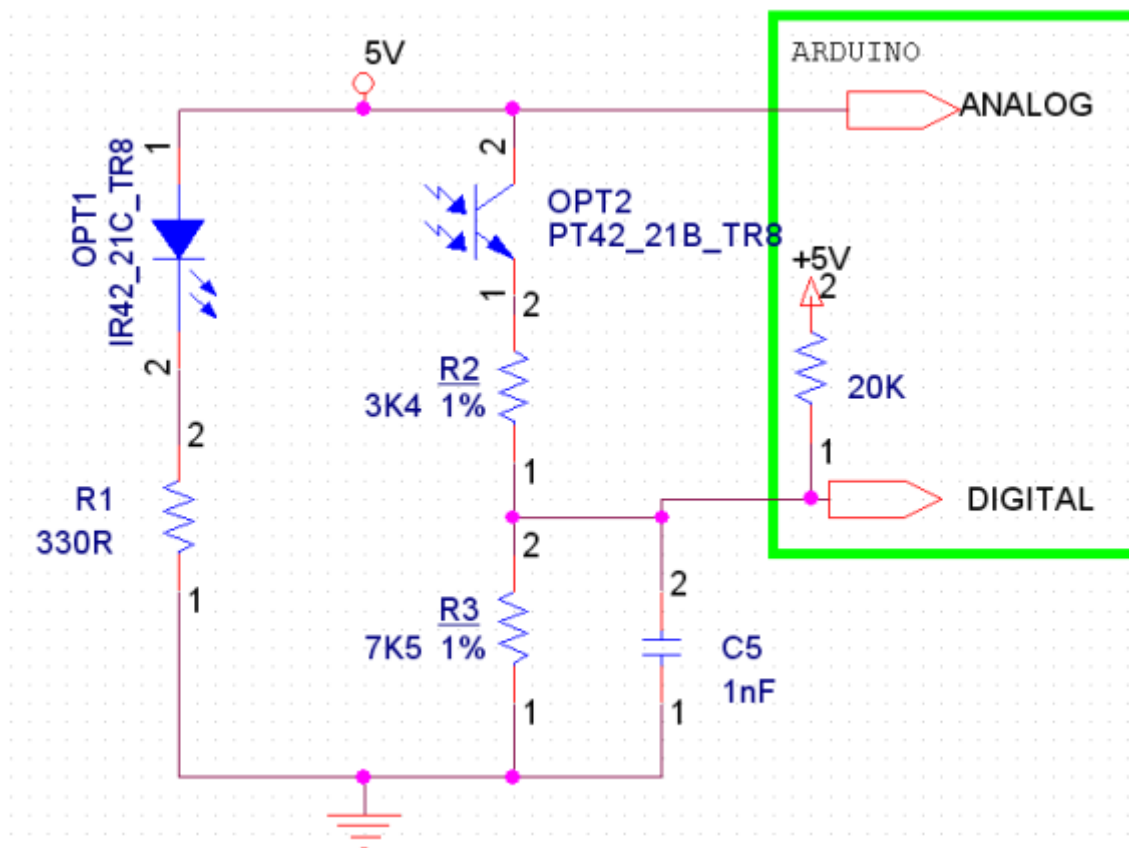 5V
ARDUINO
ANALOG
1
OPT1
IR42_21C_TR8
2
2
OPT2
PT42_21B_TR8
1
2
+5V
2
R2
3K4 1%
20K
1
2
R1
330R
1
1
DIGITAL
2
R3
7K5 1%
1
2
C5
1nF
1